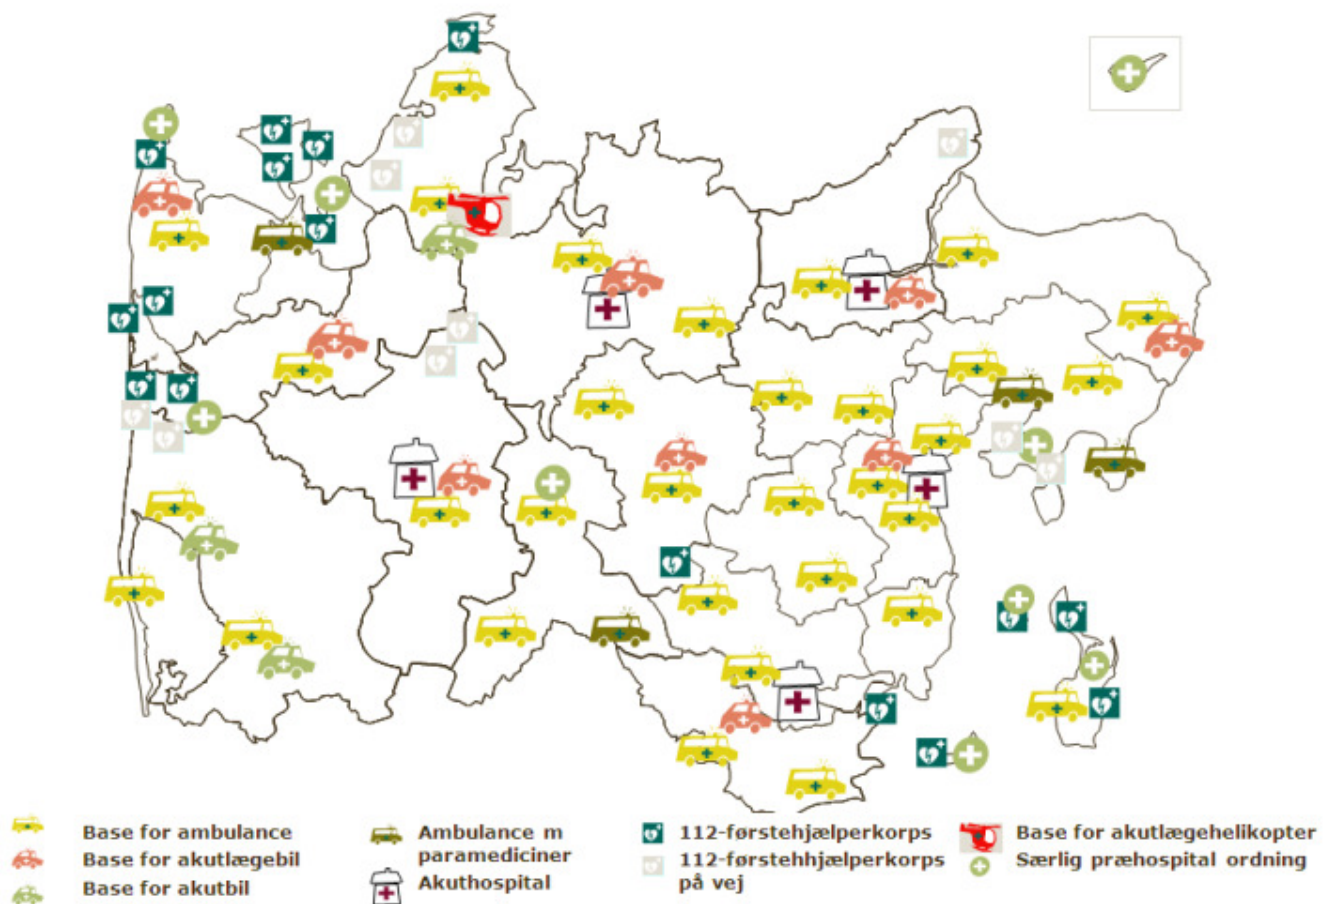 Base for ambulance
Base for akutlægebil
Base for akutbil
Ambulance m
paramediciner
Akuthospital
112-førstehjælperkorps
112-førstehhjælperkorps
på vej
Base for akutlægehelikopter
Særlig præhospital ordning